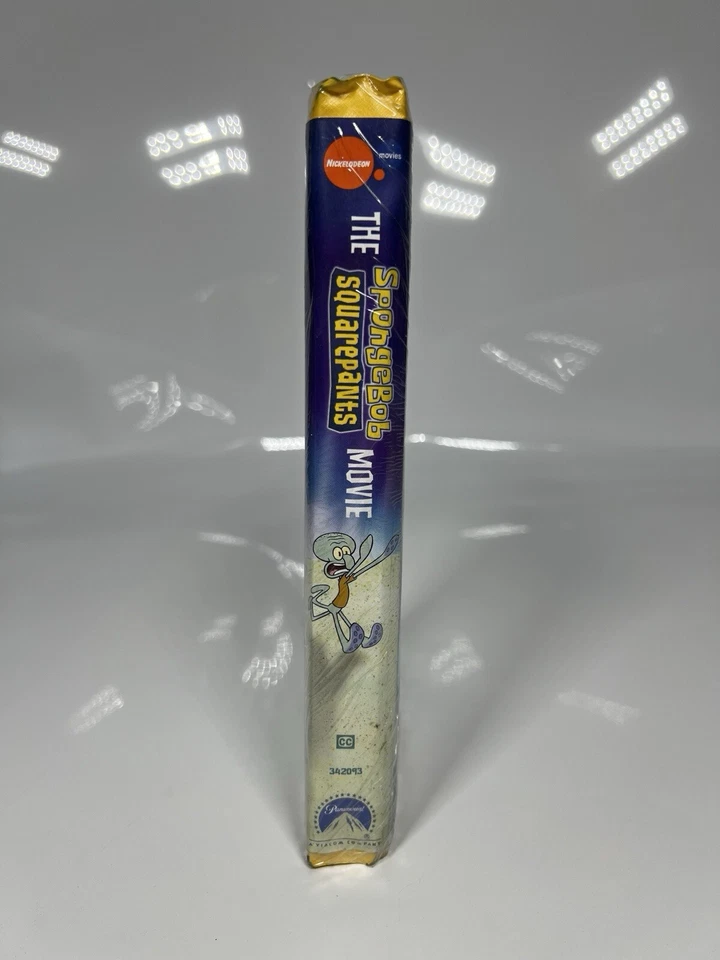 NICKELODEON
movies
THE
SpongeBob
SquarePants
MOVIE
CC
342093
Paramount
A VIACOM COMPANY